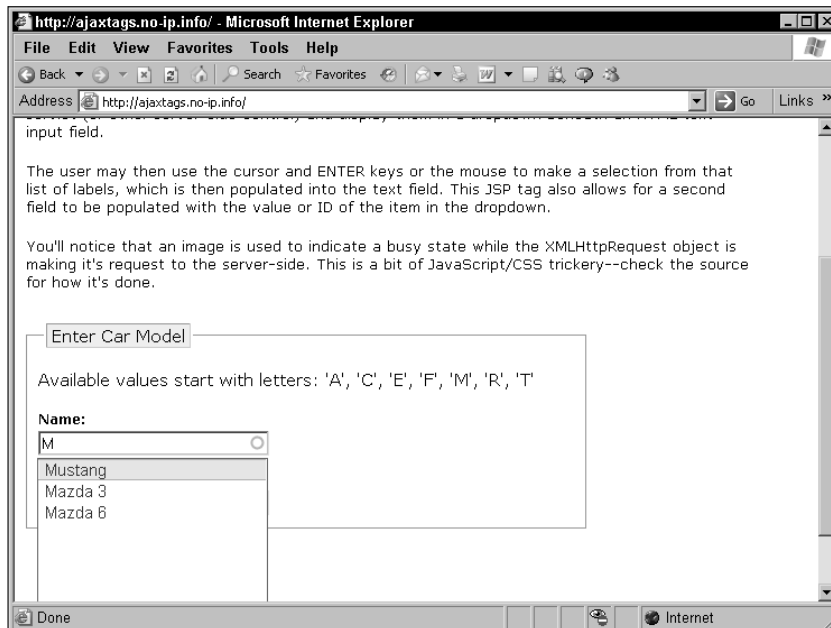 http://ajaxtags.no-ip.info/ - Microsoft Internet Explorer
File Edit View Favorites Tools Help
Back Search Favorites
Address http://ajaxtags.no-ip.info/ Go Links »
input field.
The user may then use the cursor and ENTER keys or the mouse to make a selection from that
list of labels, which is then populated into the text field. This JSP tag also allows for a second
field to be populated with the value or ID of the item in the dropdown.
You'll notice that an image is used to indicate a busy state while the XMLHttpRequest object is
making it's request to the server-side. This is a bit of JavaScript/CSS trickery--check the source
for how it's done.
Enter Car Model
Available values start with letters: 'A', 'C', 'E', 'F', 'M', 'R', 'T'
Name:
M
Mustang
Mazda 3
Mazda 6
Done Internet